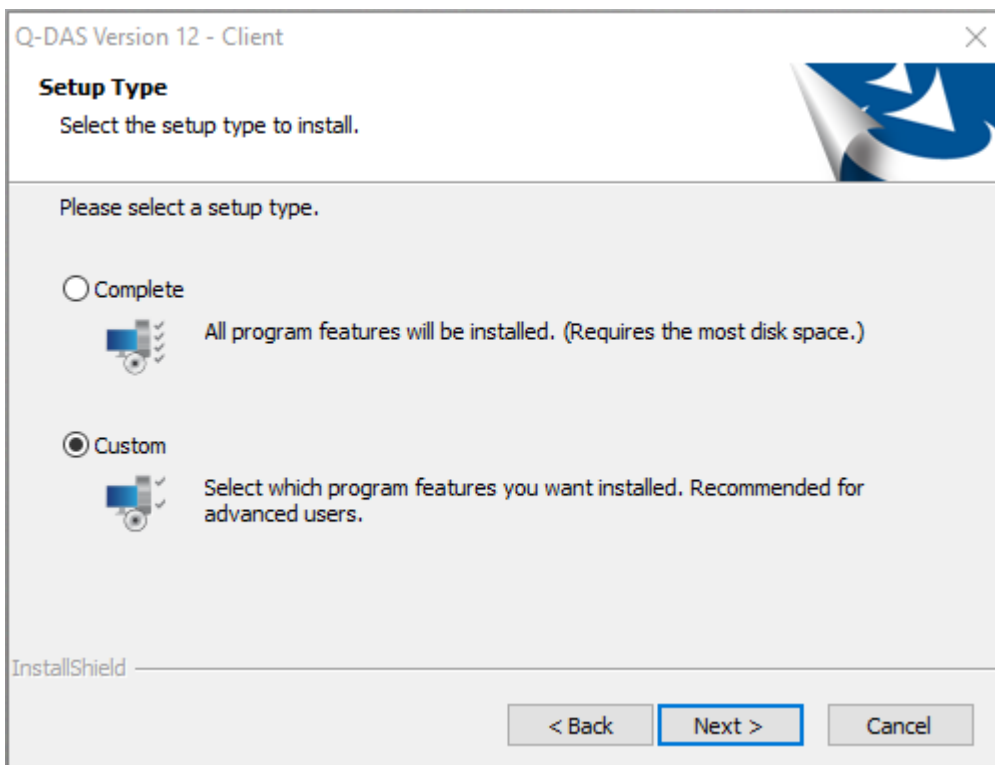 Q-DAS Version 12 - Client
Setup Type
Select the setup type to install.
Please select a setup type.
Complete
All program features will be installed. (Requires the most disk space.)
Custom
Select which program features you want installed. Recommended for
advanced users.
InstallShield
< Back Next > Cancel